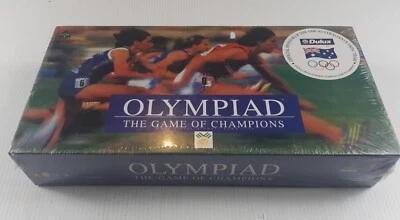 Dulux
OLYMPIAD
THE GAME OF CHAMPIONS
OLYMPIAD
THE GAME OF CHAMPIONS